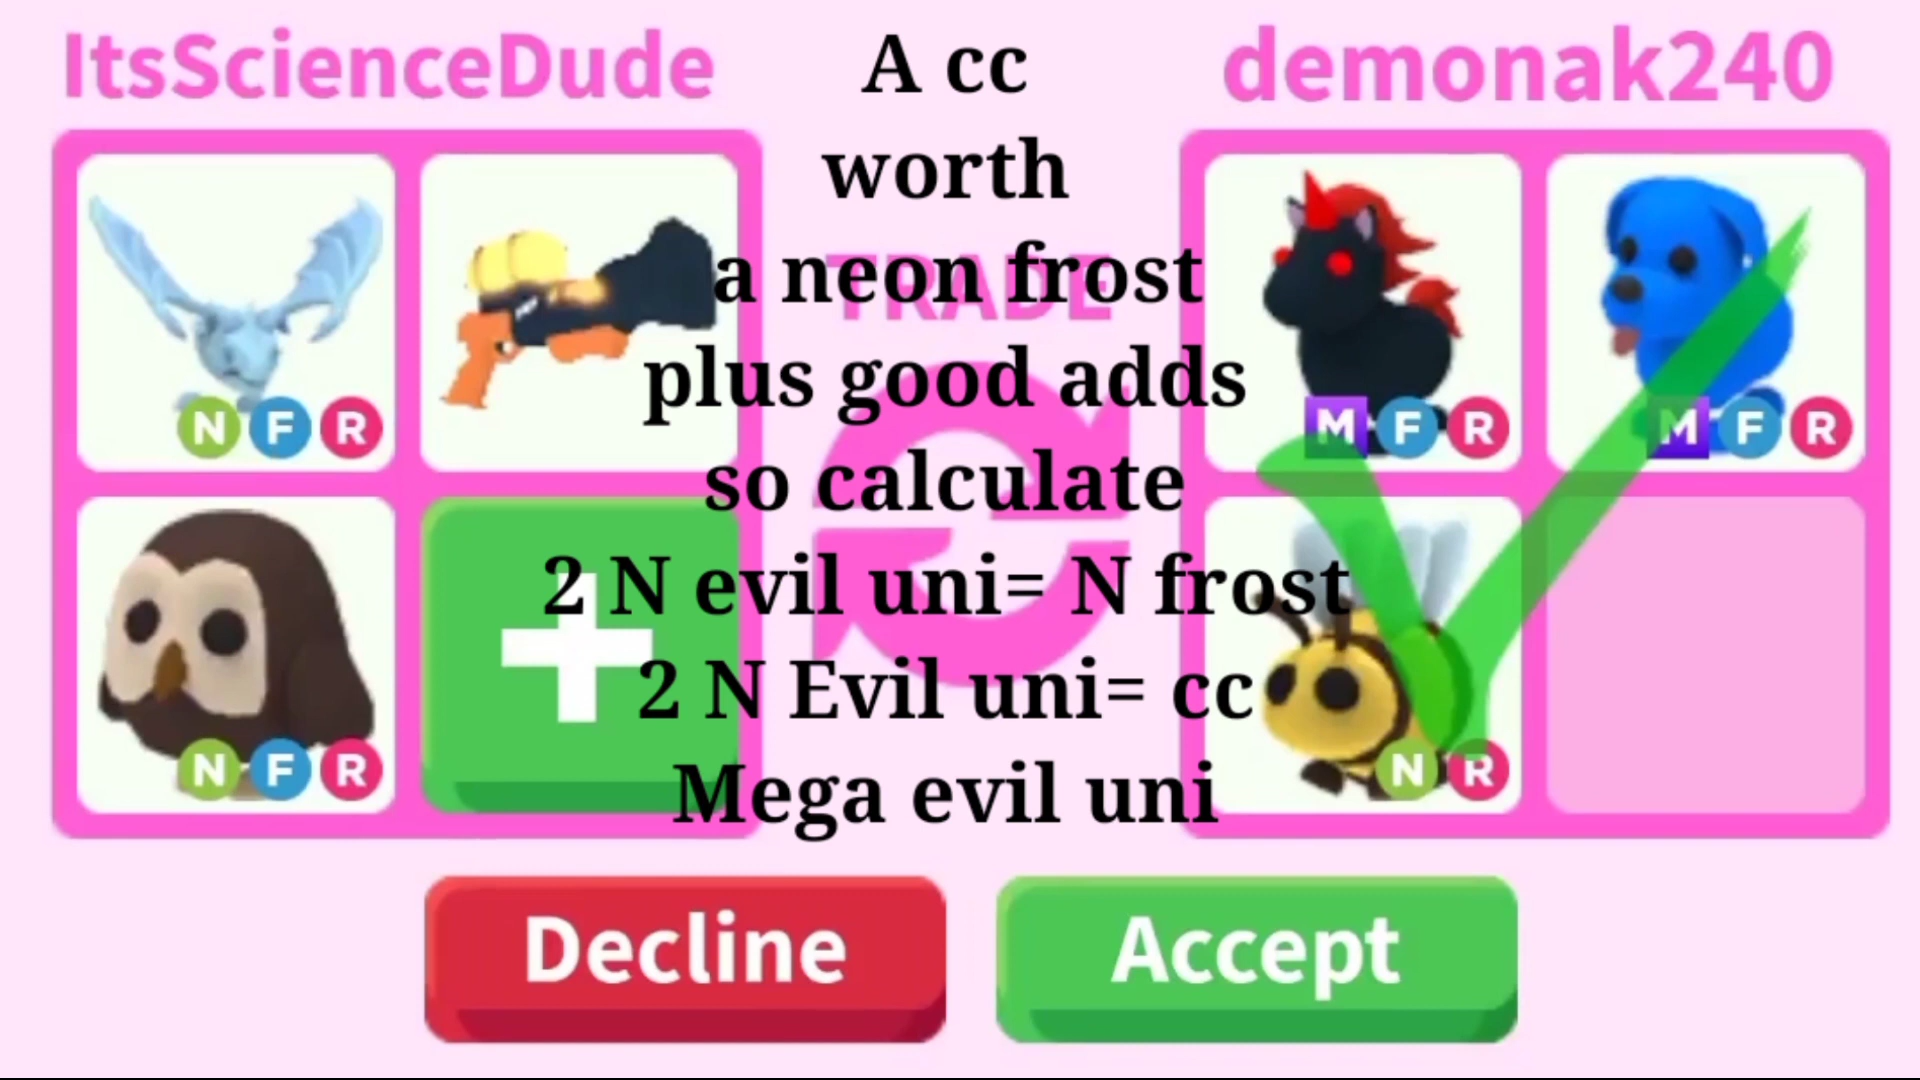 ItsScienceDude
demonak240
A cc
worth
a neon frost
plus good adds
so calculate
2 N evil uni= N frost
2 N Evil uni= cc
Mega evil uni
TRADE
N F R
M F R
M F R
N F R
N R
Decline
Accept